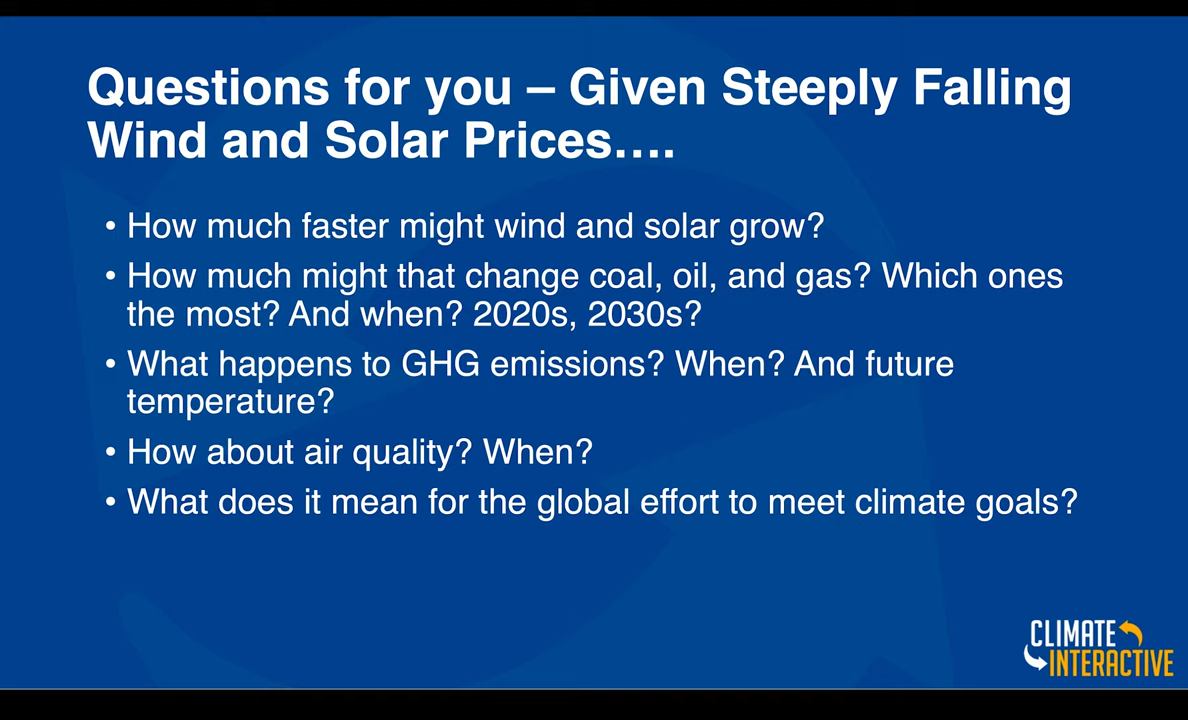 Questions for you – Given Steeply Falling
Wind and Solar Prices....
• How much faster might wind and solar grow?
• How much might that change coal, oil, and gas? Which ones
the most? And when? 2020s, 2030s?
• What happens to GHG emissions? When? And future
temperature?
• How about air quality? When?
• What does it mean for the global effort to meet climate goals?
CLIMATE
INTERACTIVE